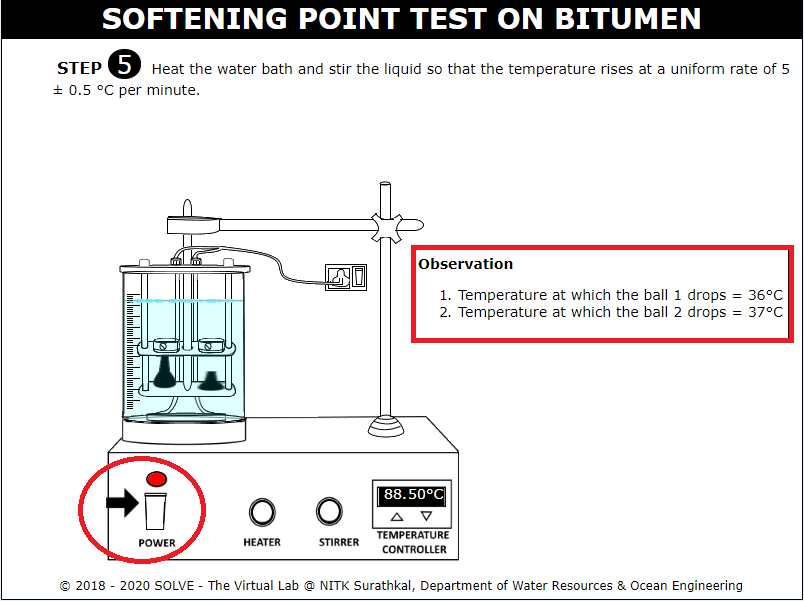 SOFTENING POINT TEST ON BITUMEN
STEP 5 Heat the water bath and stir the liquid so that the temperature rises at a uniform rate of 5
± 0.5 °C per minute.
Observation
1. Temperature at which the ball 1 drops = 36°C
2. Temperature at which the ball 2 drops = 37°C
88.50°C
POWER
HEATER
STIRRER
TEMPERATURE
CONTROLLER
© 2018 - 2020 SOLVE - The Virtual Lab @ NITK Surathkal, Department of Water Resources & Ocean Engineering